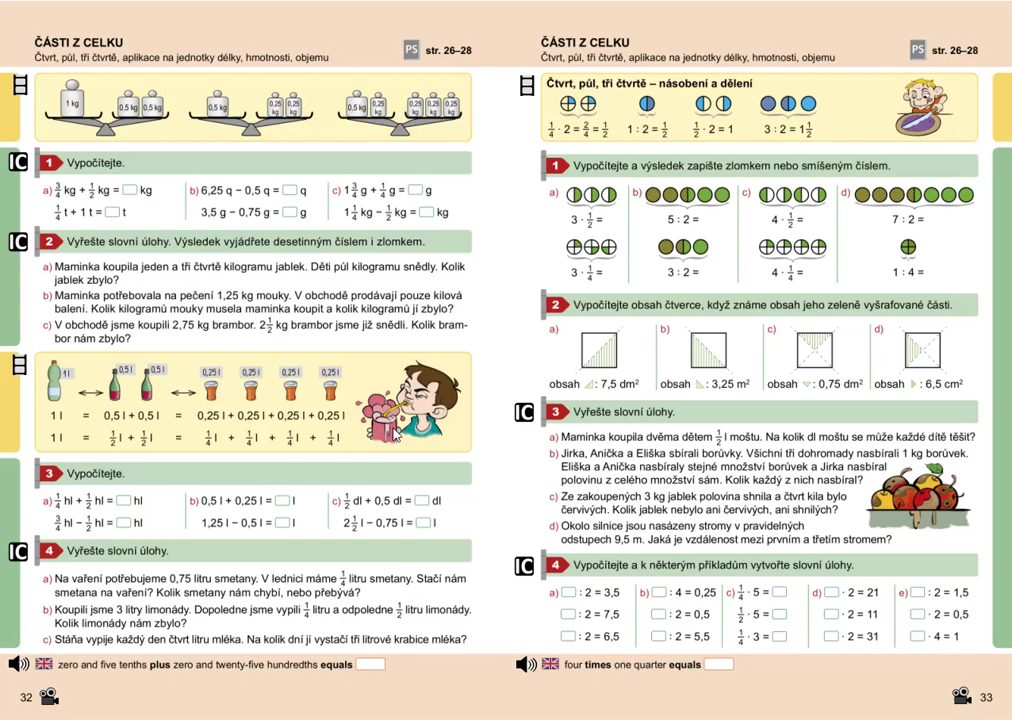 ČÁSTI Z CELKU
Čtvrt, půl, tři čtvrtě, aplikace na jednotky délky, hmotnosti, objemu
PS str. 26–28
1 kg 0,5 kg 0,5 kg 0,5 kg 0,25 kg 0,25 kg 0,5 kg 0,25 kg 0,25 kg 0,25 kg 0,25 kg
1 Vypočítejte.
a) 3/4 kg + 1/2 kg = kg b) 6,25 q – 0,5 q = q c) 1 3/4 g + 1/4 g = g
1/4 t + 1 t = t 3,5 g – 0,75 g = g 1 1/4 kg – 1/2 kg = kg
2 Vyřešte slovní úlohy. Výsledek vyjádřete desetinným číslem i zlomkem.
a) Maminka koupila jeden a tři čtvrtě kilogramu jablek. Děti půl kilogramu snědly. Kolik
jablek zbylo?
b) Maminka potřebovala na pečení 1,25 kg mouky. V obchodě prodávají pouze kilová
balení. Kolik kilogramů mouky musela maminka koupit a kolik kilogramů jí zbylo?
c) V obchodě jsme koupili 2,75 kg brambor. 2 1/2 kg brambor jsme již snědli. Kolik bram-
bor nám zbylo?
1 l 0,5 l 0,5 l 0,25 l 0,25 l 0,25 l 0,25 l
1 l = 0,5 l + 0,5 l = 0,25 l + 0,25 l + 0,25 l + 0,25 l
1 l = 1/2 l + 1/2 l = 1/4 l + 1/4 l + 1/4 l + 1/4 l
3 Vypočítejte.
a) 1/4 hl + 1/2 hl = hl b) 0,5 l + 0,25 l = l c) 1/2 dl + 0,5 dl = dl
3/4 hl – 1/2 hl = hl 1,25 l – 0,5 l = l 2 1/2 l – 0,75 l = l
4 Vyřešte slovní úlohy.
a) Na vaření potřebujeme 0,75 litru smetany. V lednici máme 1/4 litru smetany. Stačí nám
smetana na vaření? Kolik smetany nám chybí, nebo přebývá?
b) Koupili jsme 3 litry limonády. Dopoledne jsme vypili 1/4 litru a odpoledne 1/2 litru limonády.
Kolik limonády nám zbylo?
c) Stáňa vypije každý den čtvrt litru mléka. Na kolik dní jí vystačí tři litrové krabice mléka?
zero and five tenths plus zero and twenty-five hundredths equals
32
ČÁSTI Z CELKU
Čtvrt, půl, tři čtvrtě, aplikace na jednotky délky, hmotnosti, objemu
PS str. 26–28
Čtvrt, půl, tři čtvrtě – násobení a dělení
1/4 · 2 = 2/4 = 1/2 1 : 2 = 1/2 1/2 · 2 = 1 3 : 2 = 1 1/2
1 Vypočítejte a výsledek zapište zlomkem nebo smíšeným číslem.
a) b) c) d)
3 · 1/2 = 5 : 2 = 4 · 1/2 = 7 : 2 =
3 · 1/4 = 3 : 2 = 4 · 1/4 = 1 : 4 =
2 Vypočítejte obsah čtverce, když známe obsah jeho zeleně vyšrafované části.
a) b) c) d)
obsah : 7,5 dm² obsah : 3,25 m² obsah : 0,75 dm² obsah : 6,5 cm²
3 Vyřešte slovní úlohy.
a) Maminka koupila dvěma dětem 1/2 l moštu. Na kolik dl moštu se může každé dítě těšit?
b) Jirka, Anička a Eliška sbírali borůvky. Všichni tři dohromady nasbírali 1 kg borůvek.
Eliška a Anička nasbíraly stejné množství borůvek a Jirka nasbíral
polovinu z celého množství sám. Kolik každý z nich nasbíral?
c) Ze zakoupených 3 kg jablek polovina shnila a čtvrt kila bylo
červivých. Kolik jablek nebylo ani červivých, ani shnilých?
d) Okolo silnice jsou nasázeny stromy v pravidelných
odstupech 9,5 m. Jaká je vzdálenost mezi prvním a třetím stromem?
4 Vypočítejte a k některým příkladům vytvořte slovní úlohy.
a) : 2 = 3,5 b) : 4 = 0,25 c) 1/4 · 5 = d) · 2 = 21 e) : 2 = 1,5
: 2 = 7,5 : 2 = 0,5 1/2 · 5 = · 2 = 11 · 2 = 0,5
: 2 = 6,5 : 2 = 5,5 1/4 · 3 = · 2 = 31 · 4 = 1
four times one quarter equals
33